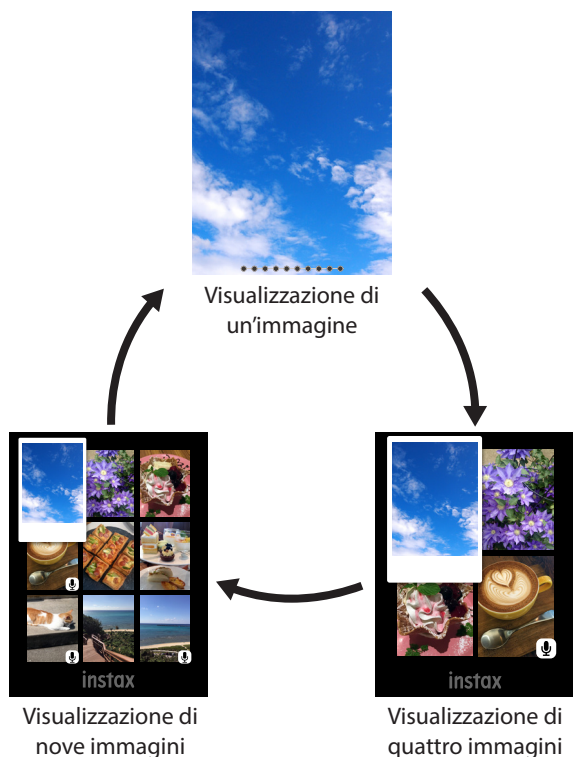 Visualizzazione di
un’immagine
instax
Visualizzazione di
nove immagini
instax
Visualizzazione di
quattro immagini